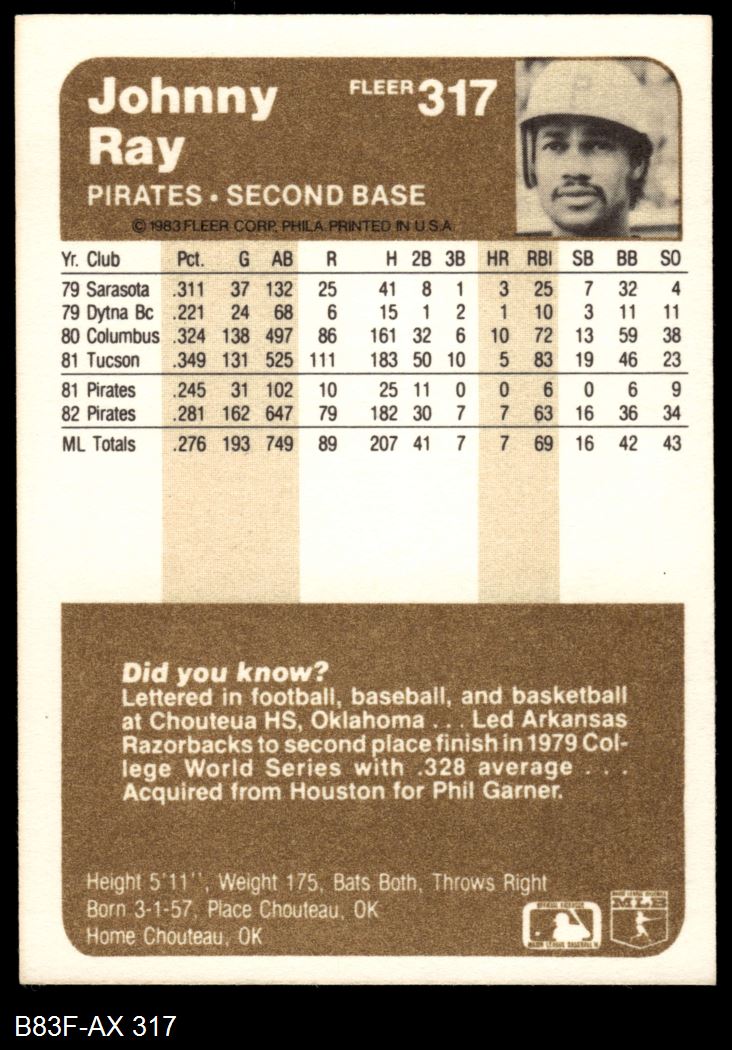 Johnny
Ray
FLEER 317
PIRATES • SECOND BASE
© 1983 FLEER CORP. PHILA. PRINTED IN U.S.A.
Yr. Club Pct. G AB R H 2B 3B HR RBI SB BB SO
79 Sarasota .311 37 132 25 41 8 1 3 25 7 32 4
79 Dytna Bc .221 24 68 6 15 1 2 1 10 3 11 11
80 Columbus .324 138 497 86 161 32 6 10 72 13 59 38
81 Tucson .349 131 525 111 183 50 10 5 83 19 46 23
81 Pirates .245 31 102 10 25 11 0 0 6 0 6 9
82 Pirates .281 162 647 79 182 30 7 7 63 16 36 34
ML Totals .276 193 749 89 207 41 7 7 69 16 42 43
Did you know?
Lettered in football, baseball, and basketball
at Chouteua HS, Oklahoma . . . Led Arkansas
Razorbacks to second place finish in 1979 Col-
lege World Series with .328 average . . .
Acquired from Houston for Phil Garner.
Height 5'11'', Weight 175, Bats Both, Throws Right
Born 3-1-57, Place Chouteau, OK
Home Chouteau, OK
MLB
B83F-AX 317